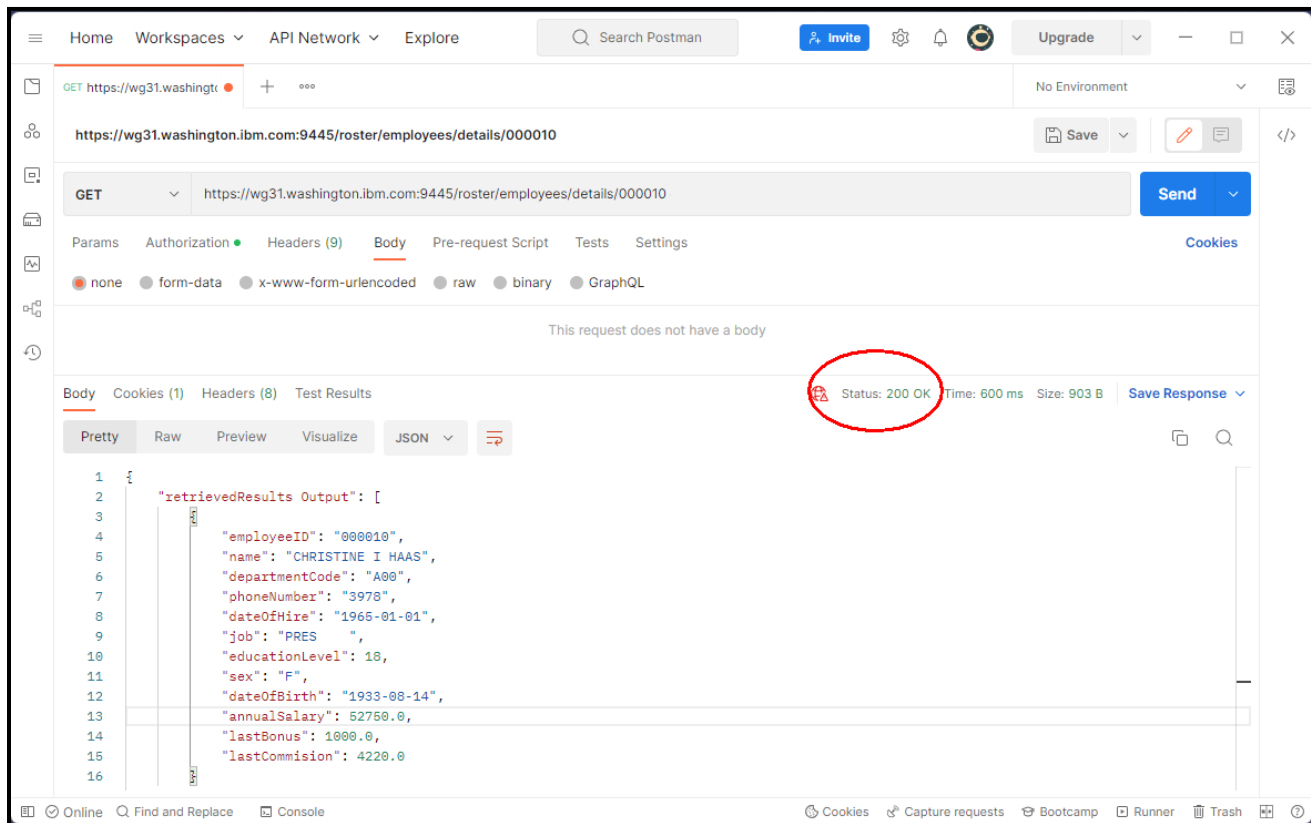 Home Workspaces API Network Explore Search Postman Invite Upgrade
GET https://wg31.washingt No Environment
https://wg31.washington.ibm.com:9445/roster/employees/details/000010 Save </>
GET https://wg31.washington.ibm.com:9445/roster/employees/details/000010 Send
Params Authorization Headers (9) Body Pre-request Script Tests Settings Cookies
none form-data x-www-form-urlencoded raw binary GraphQL
This request does not have a body
Body Cookies (1) Headers (8) Test Results Status: 200 OK Time: 600 ms Size: 903 B Save Response
Pretty Raw Preview Visualize JSON
1 {
2 "retrievedResults Output": [
3 {
4 "employeeID": "000010",
5 "name": "CHRISTINE I HAAS",
6 "departmentCode": "A00",
7 "phoneNumber": "3978",
8 "dateOfHire": "1965-01-01",
9 "job": "PRES    ",
10 "educationLevel": 18,
11 "sex": "F",
12 "dateOfBirth": "1933-08-14",
13 "annualSalary": 52750.0,
14 "lastBonus": 1000.0,
15 "lastCommision": 4220.0
16 }
Online Find and Replace Console Cookies Capture requests Bootcamp Runner Trash